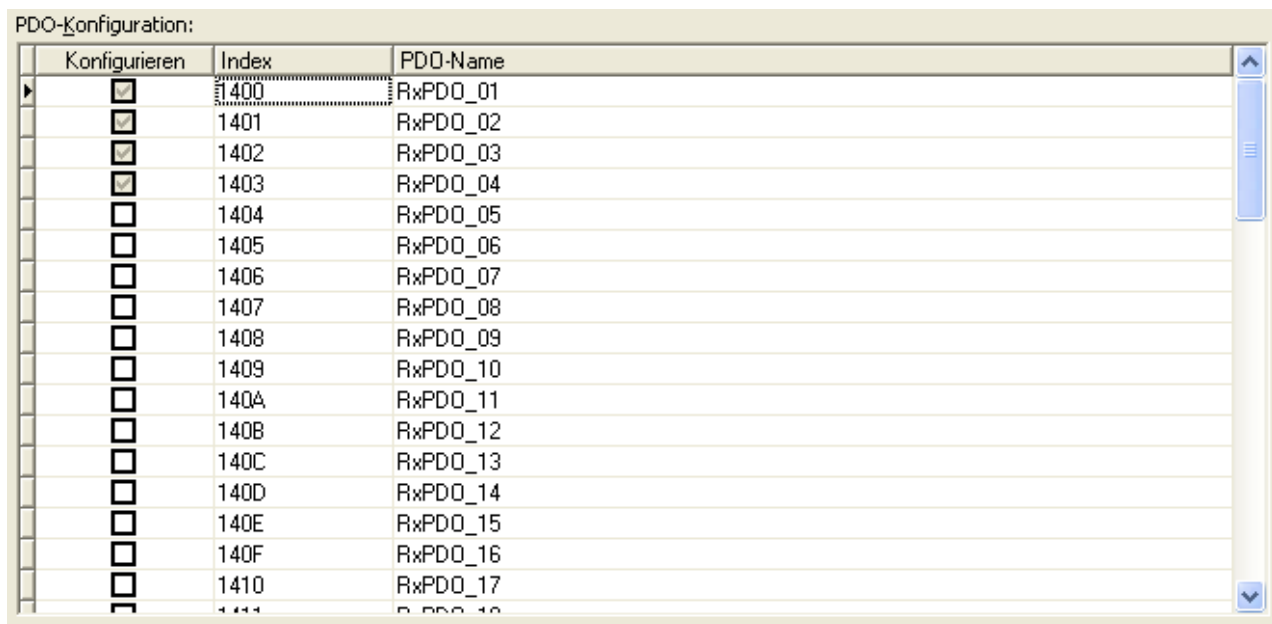 PDO-Konfiguration:
Konfigurieren Index PDO-Name
1400 RxPDO_01
1401 RxPDO_02
1402 RxPDO_03
1403 RxPDO_04
1404 RxPDO_05
1405 RxPDO_06
1406 RxPDO_07
1407 RxPDO_08
1408 RxPDO_09
1409 RxPDO_10
140A RxPDO_11
140B RxPDO_12
140C RxPDO_13
140D RxPDO_14
140E RxPDO_15
140F RxPDO_16
1410 RxPDO_17